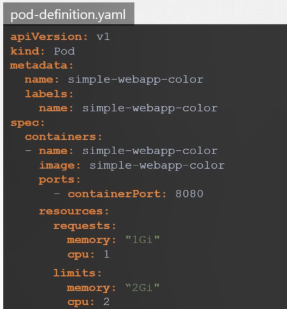 pod-definition.yaml
apiVersion: v1
kind: Pod
metadata:
  name: simple-webapp-color
  labels:
    name: simple-webapp-color
spec:
  containers:
  - name: simple-webapp-color
    image: simple-webapp-color
    ports:
      - containerPort: 8080
    resources:
      requests:
        memory: "1Gi"
        cpu: 1
      limits:
        memory: "2Gi"
        cpu: 2